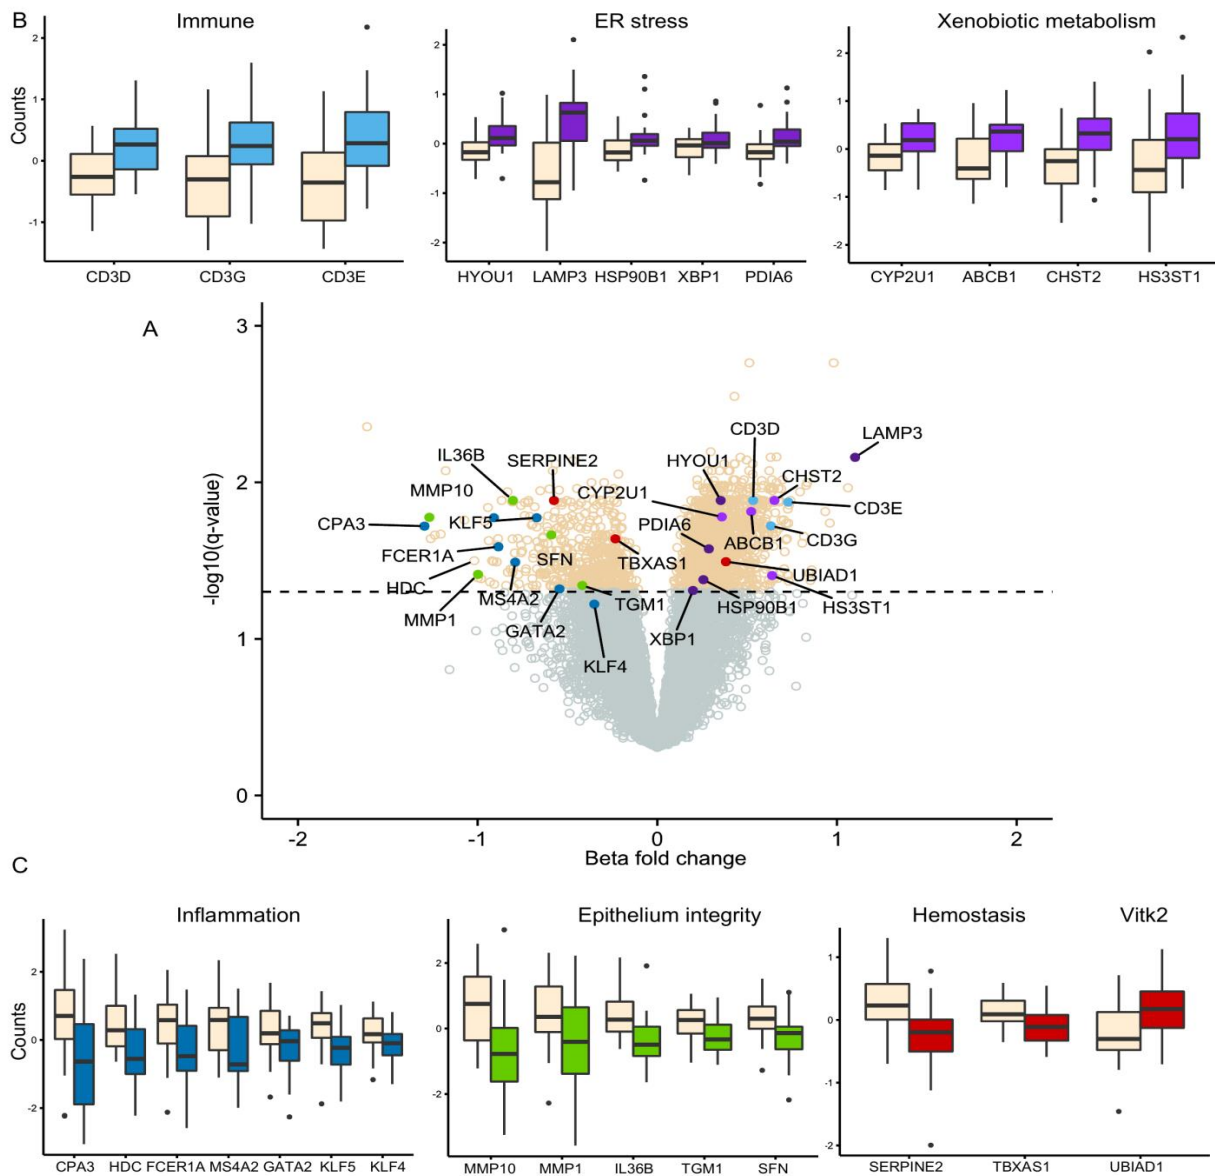 B
Immune
ER stress
Xenobiotic metabolism
Counts
2
1
0
-1
2
1
0
-1
-2
2
1
0
-1
-2
CD3D CD3G CD3E
HYOU1 LAMP3 HSP90B1 XBP1 PDIA6
CYP2U1 ABCB1 CHST2 HS3ST1
A
-log10(q-value)
3
2
1
0
CD3D
LAMP3
IL36B
SERPINE2
HYOU1
CHST2
MMP10
CYP2U1
CD3E
CPA3
KLF5
PDIA6
ABCB1
CD3G
FCER1A
SFN
TBXAS1
UBIAD1
HDC
MS4A2
TGM1
HSP90B1
HS3ST1
MMP1
GATA2
XBP1
KLF4
-2 -1 0 1 2
Beta fold change
C
Inflammation
Epithelium integrity
Hemostasis
Vitk2
Counts
2
0
-2
2
0
-2
1
0
-1
-2
CPA3 HDC FCER1A MS4A2 GATA2 KLF5 KLF4
MMP10 MMP1 IL36B TGM1 SFN
SERPINE2 TBXAS1 UBIAD1